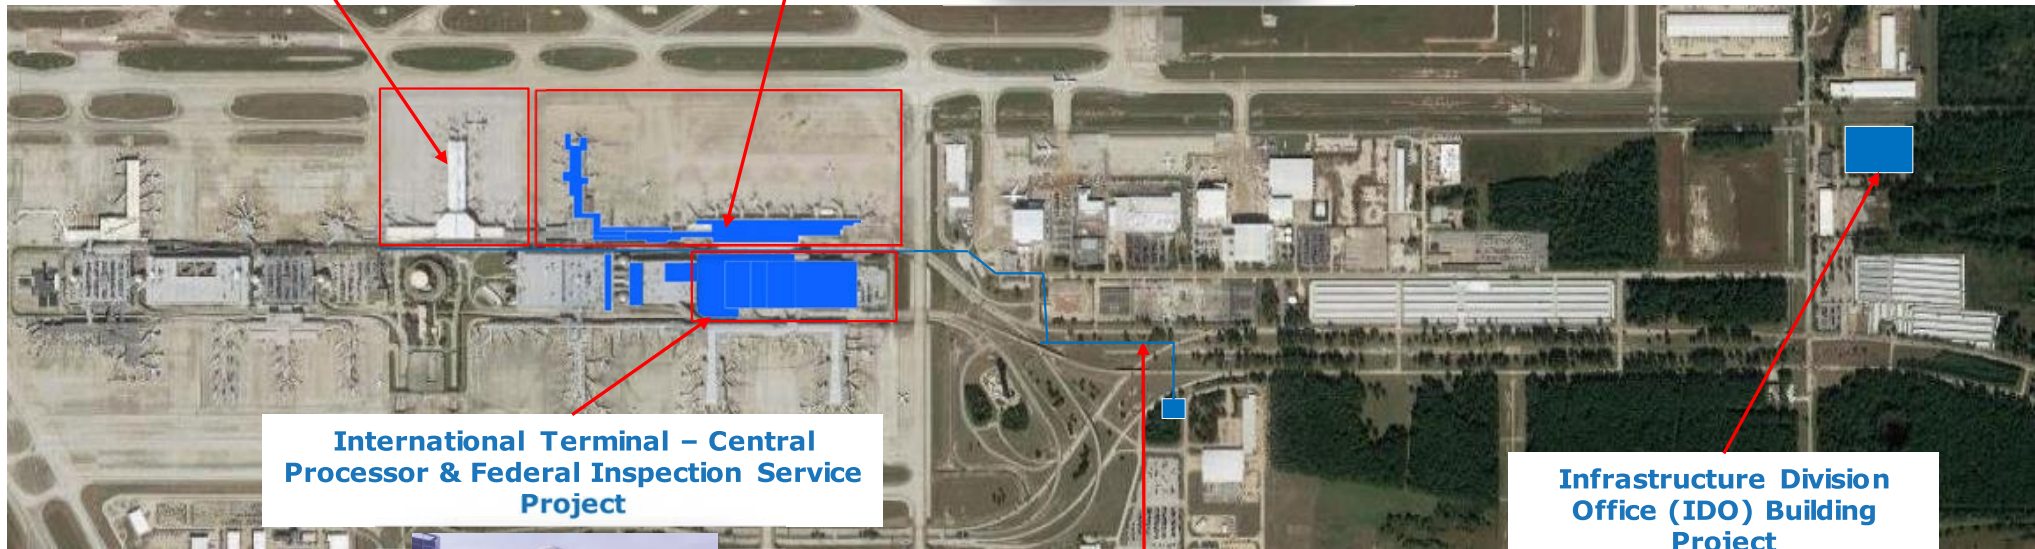 International Terminal – Central
Processor & Federal Inspection Service
Project
Infrastructure Division
Office (IDO) Building
Project